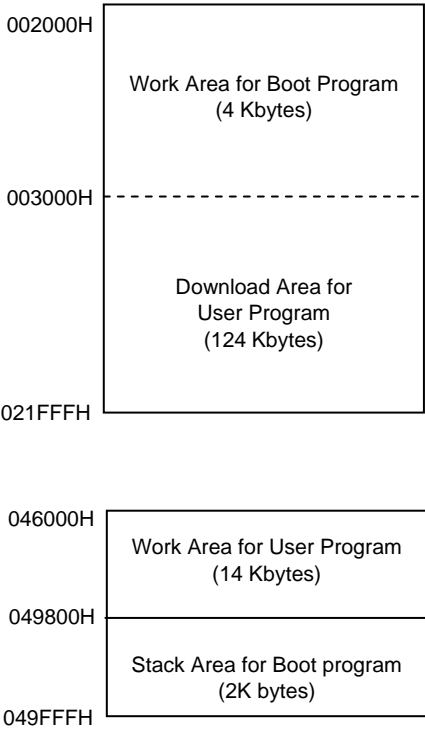 002000H
Work Area for Boot Program
(4 Kbytes)
003000H
Download Area for
User Program
(124 Kbytes)
021FFFH
046000H
Work Area for User Program
(14 Kbytes)
049800H
Stack Area for Boot program
(2K bytes)
049FFFH